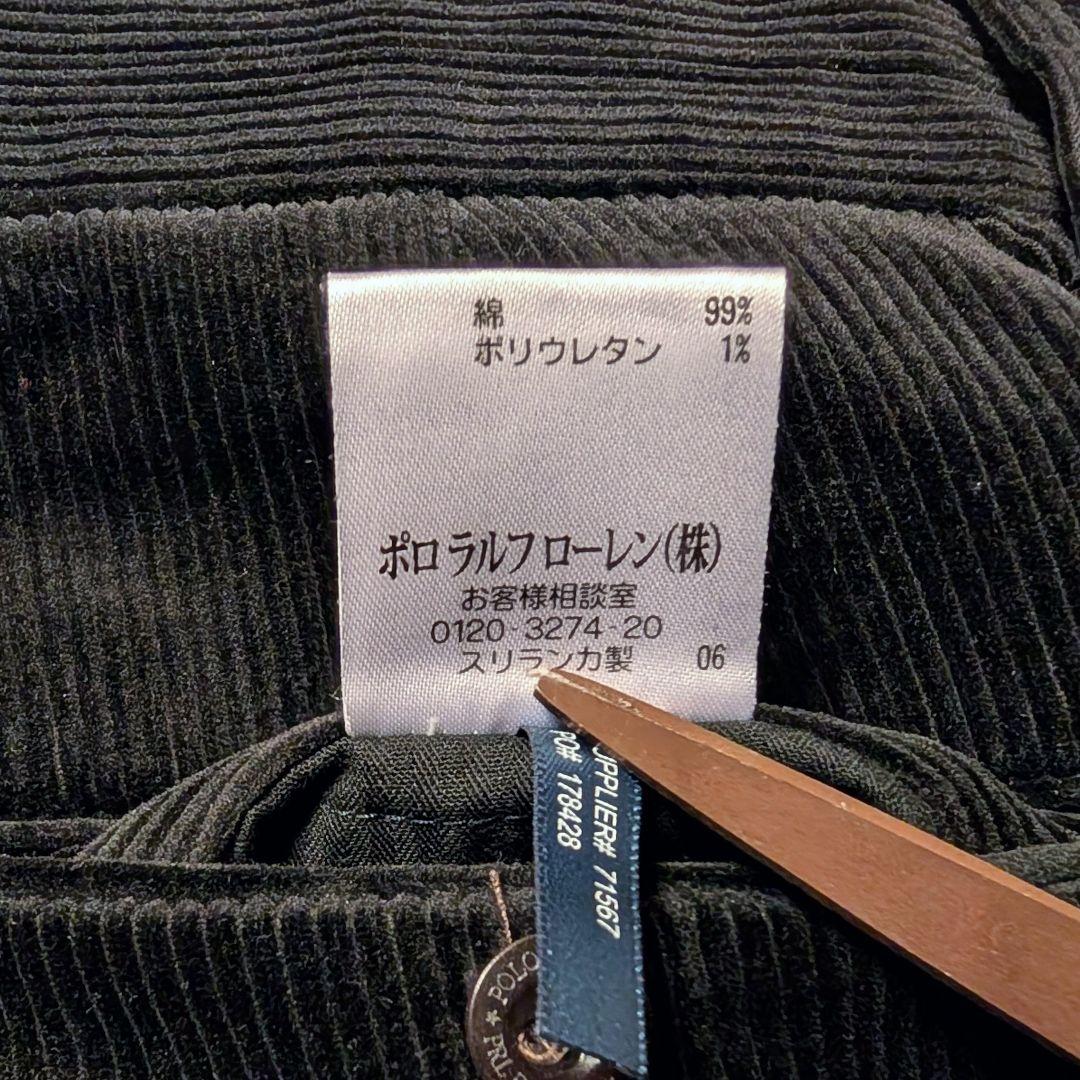 綿 99%
ポリウレタン 1%
ポロ ラルフ ローレン(株)
お客様相談室
0120-3274-20
スリランカ製 06
SUPPLIER# 71567
PO# 178428
POLO